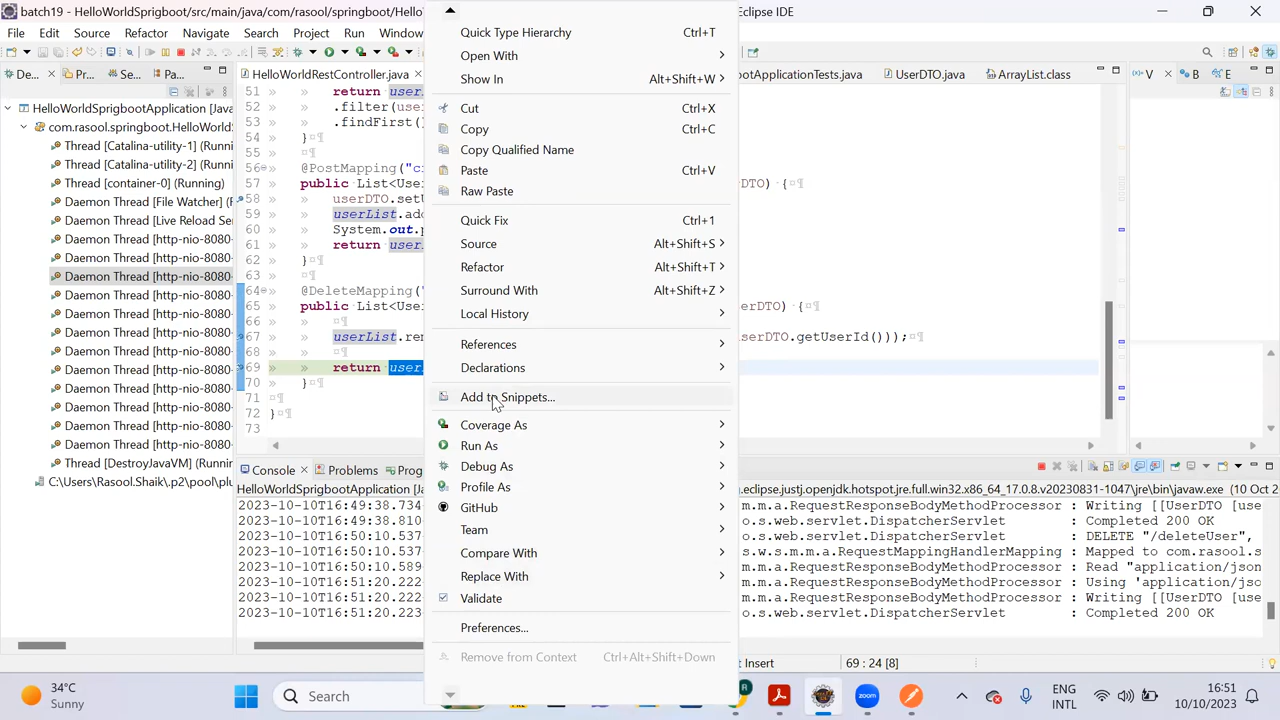 batch19 - HelloWorldSprigboot/src/main/java/com/rasool/springboot/Hello
Eclipse IDE
File Edit Source Refactor Navigate Search Project Run Window
De... Pr... Se... Pa...
HelloWorldRestController.java
ootApplicationTests.java
UserDTO.java
ArrayList.class
V B E
HelloWorldSprigbootApplication [Java
com.rasool.springboot.HelloWorld
Thread [Catalina-utility-1] (Runni
Thread [Catalina-utility-2] (Runni
Thread [container-0] (Running)
Daemon Thread [File Watcher] (R
Daemon Thread [Live Reload Ser
Daemon Thread [http-nio-8080-
Daemon Thread [http-nio-8080-
Daemon Thread [http-nio-8080-
Daemon Thread [http-nio-8080-
Daemon Thread [http-nio-8080-
Daemon Thread [http-nio-8080-
Daemon Thread [http-nio-8080-
Daemon Thread [http-nio-8080-
Daemon Thread [http-nio-8080-
Daemon Thread [http-nio-8080-
Daemon Thread [http-nio-8080-
Daemon Thread [http-nio-8080-
Thread [DestroyJavaVM] (Runnin
C:\Users\Rasool.Shaik\.p2\pool\plu
51 return user
52 .filter(use
53 .findFirst(
54 }
55
56 @PostMapping("c
57 public List<Use DTO) {
58 userDTO.set
59 userList.ad
60 System.out.p
61 return user
62 }
63
64 @DeleteMapping("
65 public List<Use erDTO) {
66
67 userList.re serDTO.getUserId()));
68
69 return user
70 }
71
72 }
73
Quick Type Hierarchy Ctrl+T
Open With
Show In Alt+Shift+W
Cut Ctrl+X
Copy Ctrl+C
Copy Qualified Name
Paste Ctrl+V
Raw Paste
Quick Fix Ctrl+1
Source Alt+Shift+S
Refactor Alt+Shift+T
Surround With Alt+Shift+Z
Local History
References
Declarations
Add to Snippets...
Coverage As
Run As
Debug As
Profile As
GitHub
Team
Compare With
Replace With
Validate
Preferences...
Remove from Context Ctrl+Alt+Shift+Down
Console Problems Prog
HelloWorldSprigbootApplication [Ja
g.eclipse.justj.openjdk.hotspot.jre.full.win32.x86_64_17.0.8.v20230831-1047\jre\bin\javaw.exe (10 Oct 2
2023-10-10T16:49:38.734 m.m.a.RequestResponseBodyMethodProcessor : Writing [[UserDTO [use
2023-10-10T16:49:38.810 o.s.web.servlet.DispatcherServlet : Completed 200 OK
2023-10-10T16:50:10.537 o.s.web.servlet.DispatcherServlet : DELETE "/deleteUser",
2023-10-10T16:50:10.537 s.w.s.m.m.a.RequestMappingHandlerMapping : Mapped to com.rasool.s
2023-10-10T16:50:10.589 m.m.a.RequestResponseBodyMethodProcessor : Read "application/json
2023-10-10T16:51:20.222 m.m.a.RequestResponseBodyMethodProcessor : Using 'application/jso
2023-10-10T16:51:20.222 m.m.a.RequestResponseBodyMethodProcessor : Writing [[UserDTO [use
2023-10-10T16:51:20.223 o.s.web.servlet.DispatcherServlet : Completed 200 OK
t Insert 69 : 24 [8]
34°C
Sunny
Search
zoom
ENG
INTL
16:51
10/10/2023